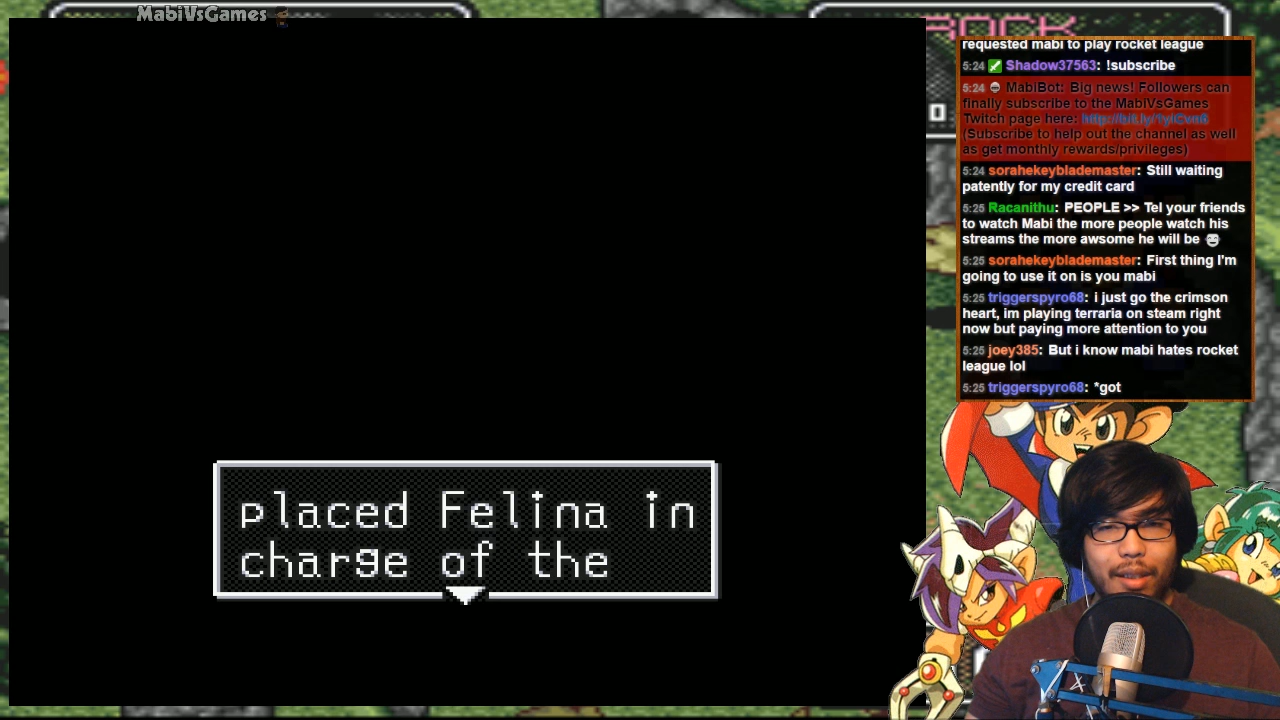 MabiVsGames
ROCK
requested mabi to play rocket league
5:24 Shadow37563: !subscribe
5:24 MabiBot: Big news! Followers can
finally subscribe to the MabiVsGames
Twitch page here:
(Subscribe to help out the channel as well
as get monthly rewards/privileges)
5:24 sorahekeyblademaster: Still waiting
patently for my credit card
5:25 Racanithu: PEOPLE >> Tel your friends
to watch Mabi the more people watch his
streams the more awsome he will be
5:25 sorahekeyblademaster: First thing I'm
going to use it on is you mabi
5:25 triggerspyro68: i just go the crimson
heart, im playing terraria on steam right
now but paying more attention to you
5:25 joey385: But i know mabi hates rocket
league lol
5:25 triggerspyro68: *got
placed Felina in
charge of the